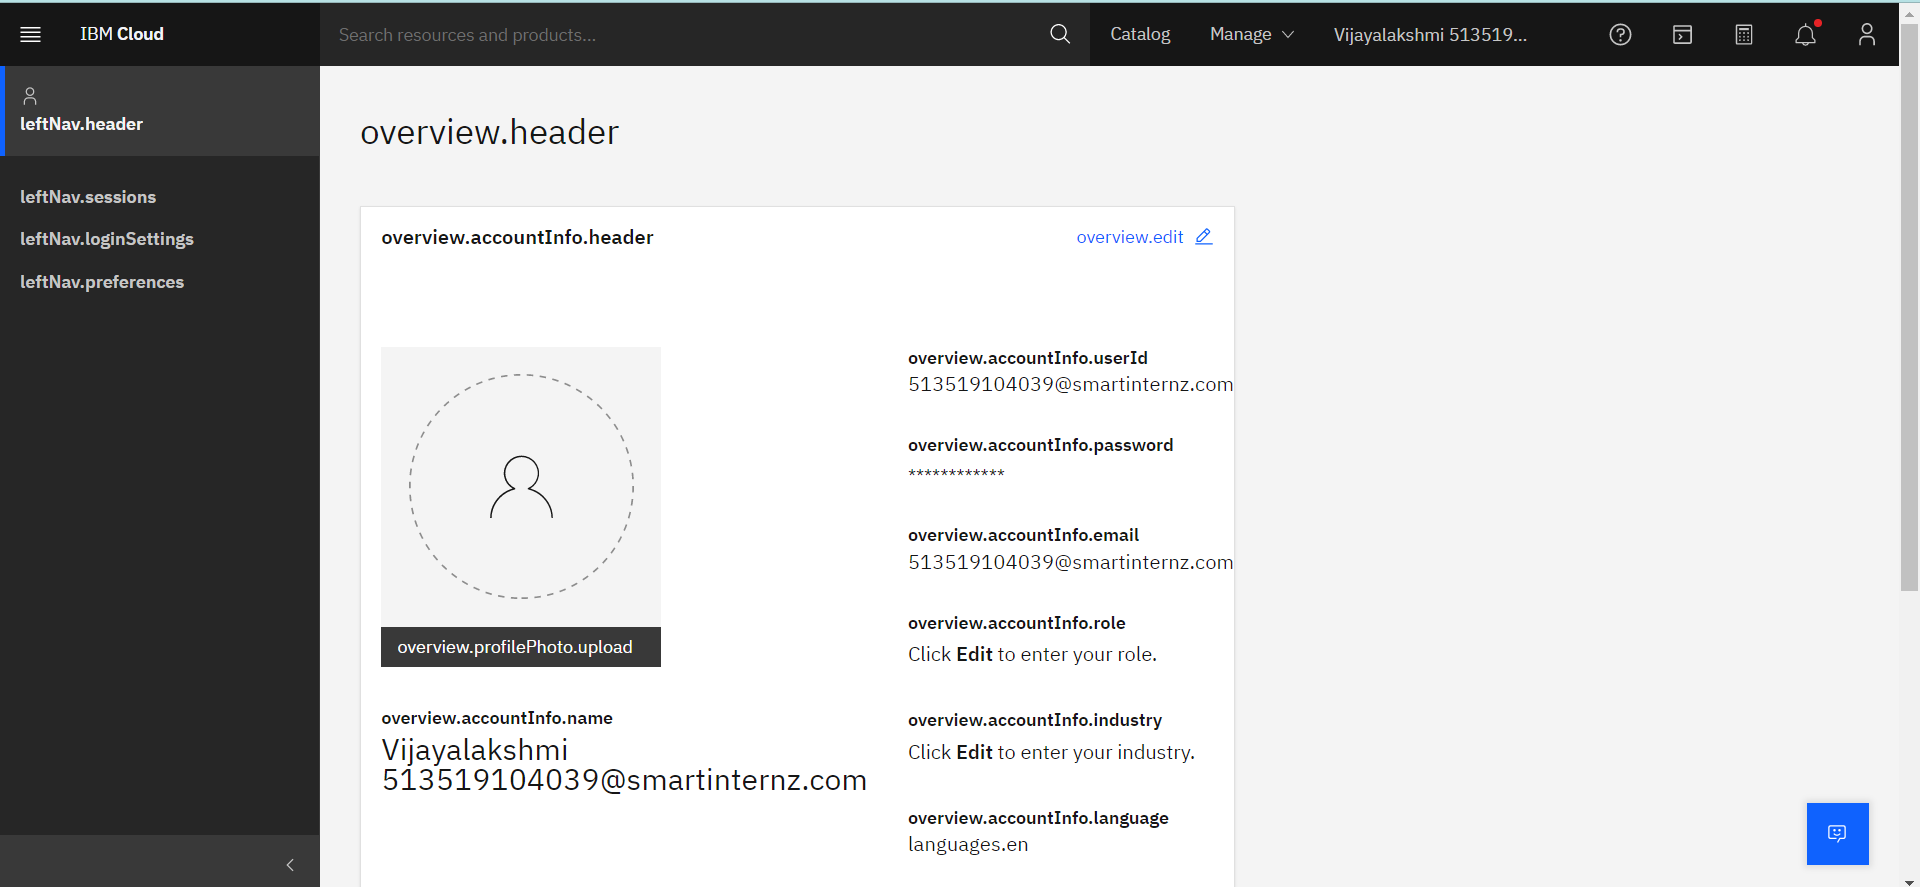 IBM Cloud
Search resources and products...
Catalog
Manage
Vijayalakshmi 513519...
leftNav.header
leftNav.sessions
leftNav.loginSettings
leftNav.preferences
overview.header
overview.accountInfo.header
overview.edit
overview.profilePhoto.upload
overview.accountInfo.name
Vijayalakshmi
513519104039@smartinternz.com
overview.accountInfo.userId
513519104039@smartinternz.com
overview.accountInfo.password
************
overview.accountInfo.email
513519104039@smartinternz.com
overview.accountInfo.role
Click Edit to enter your role.
overview.accountInfo.industry
Click Edit to enter your industry.
overview.accountInfo.language
languages.en